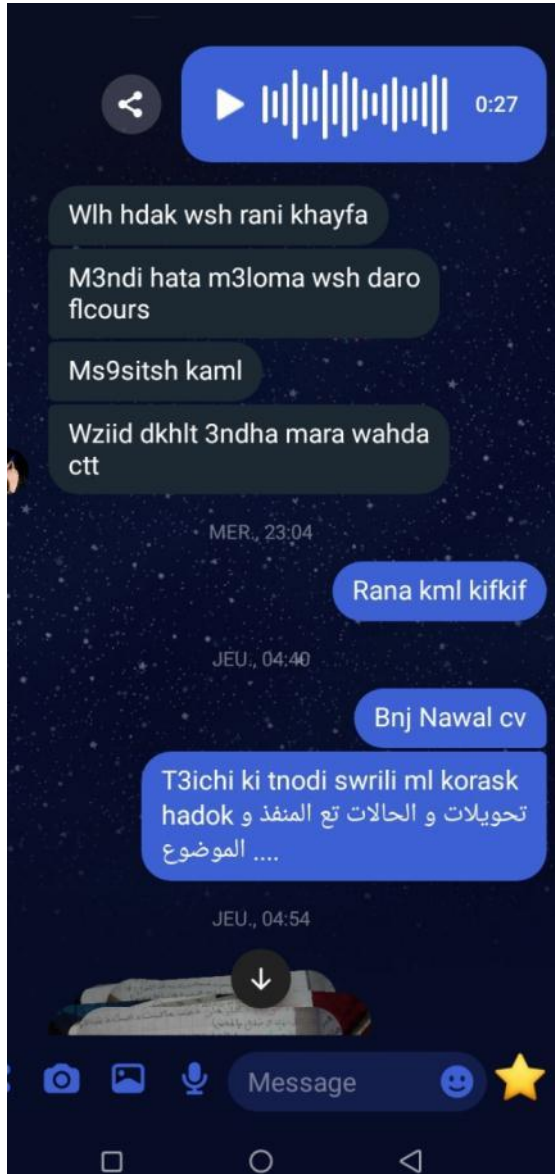 0:27
Wlh hdak wsh rani khayfa
M3ndi hata m3loma wsh daro
flcours
Ms9sitsh kaml
Wziid dkhlt 3ndha mara wahda
ctt
MER., 23:04
Rana kml kifkif
JEU., 04:40
Bnj Nawal cv
T3ichi ki tnodi swrili ml korask
hadok تحويلات و الحالات تع المنفذ و
الموضوع ....
JEU., 04:54
Message